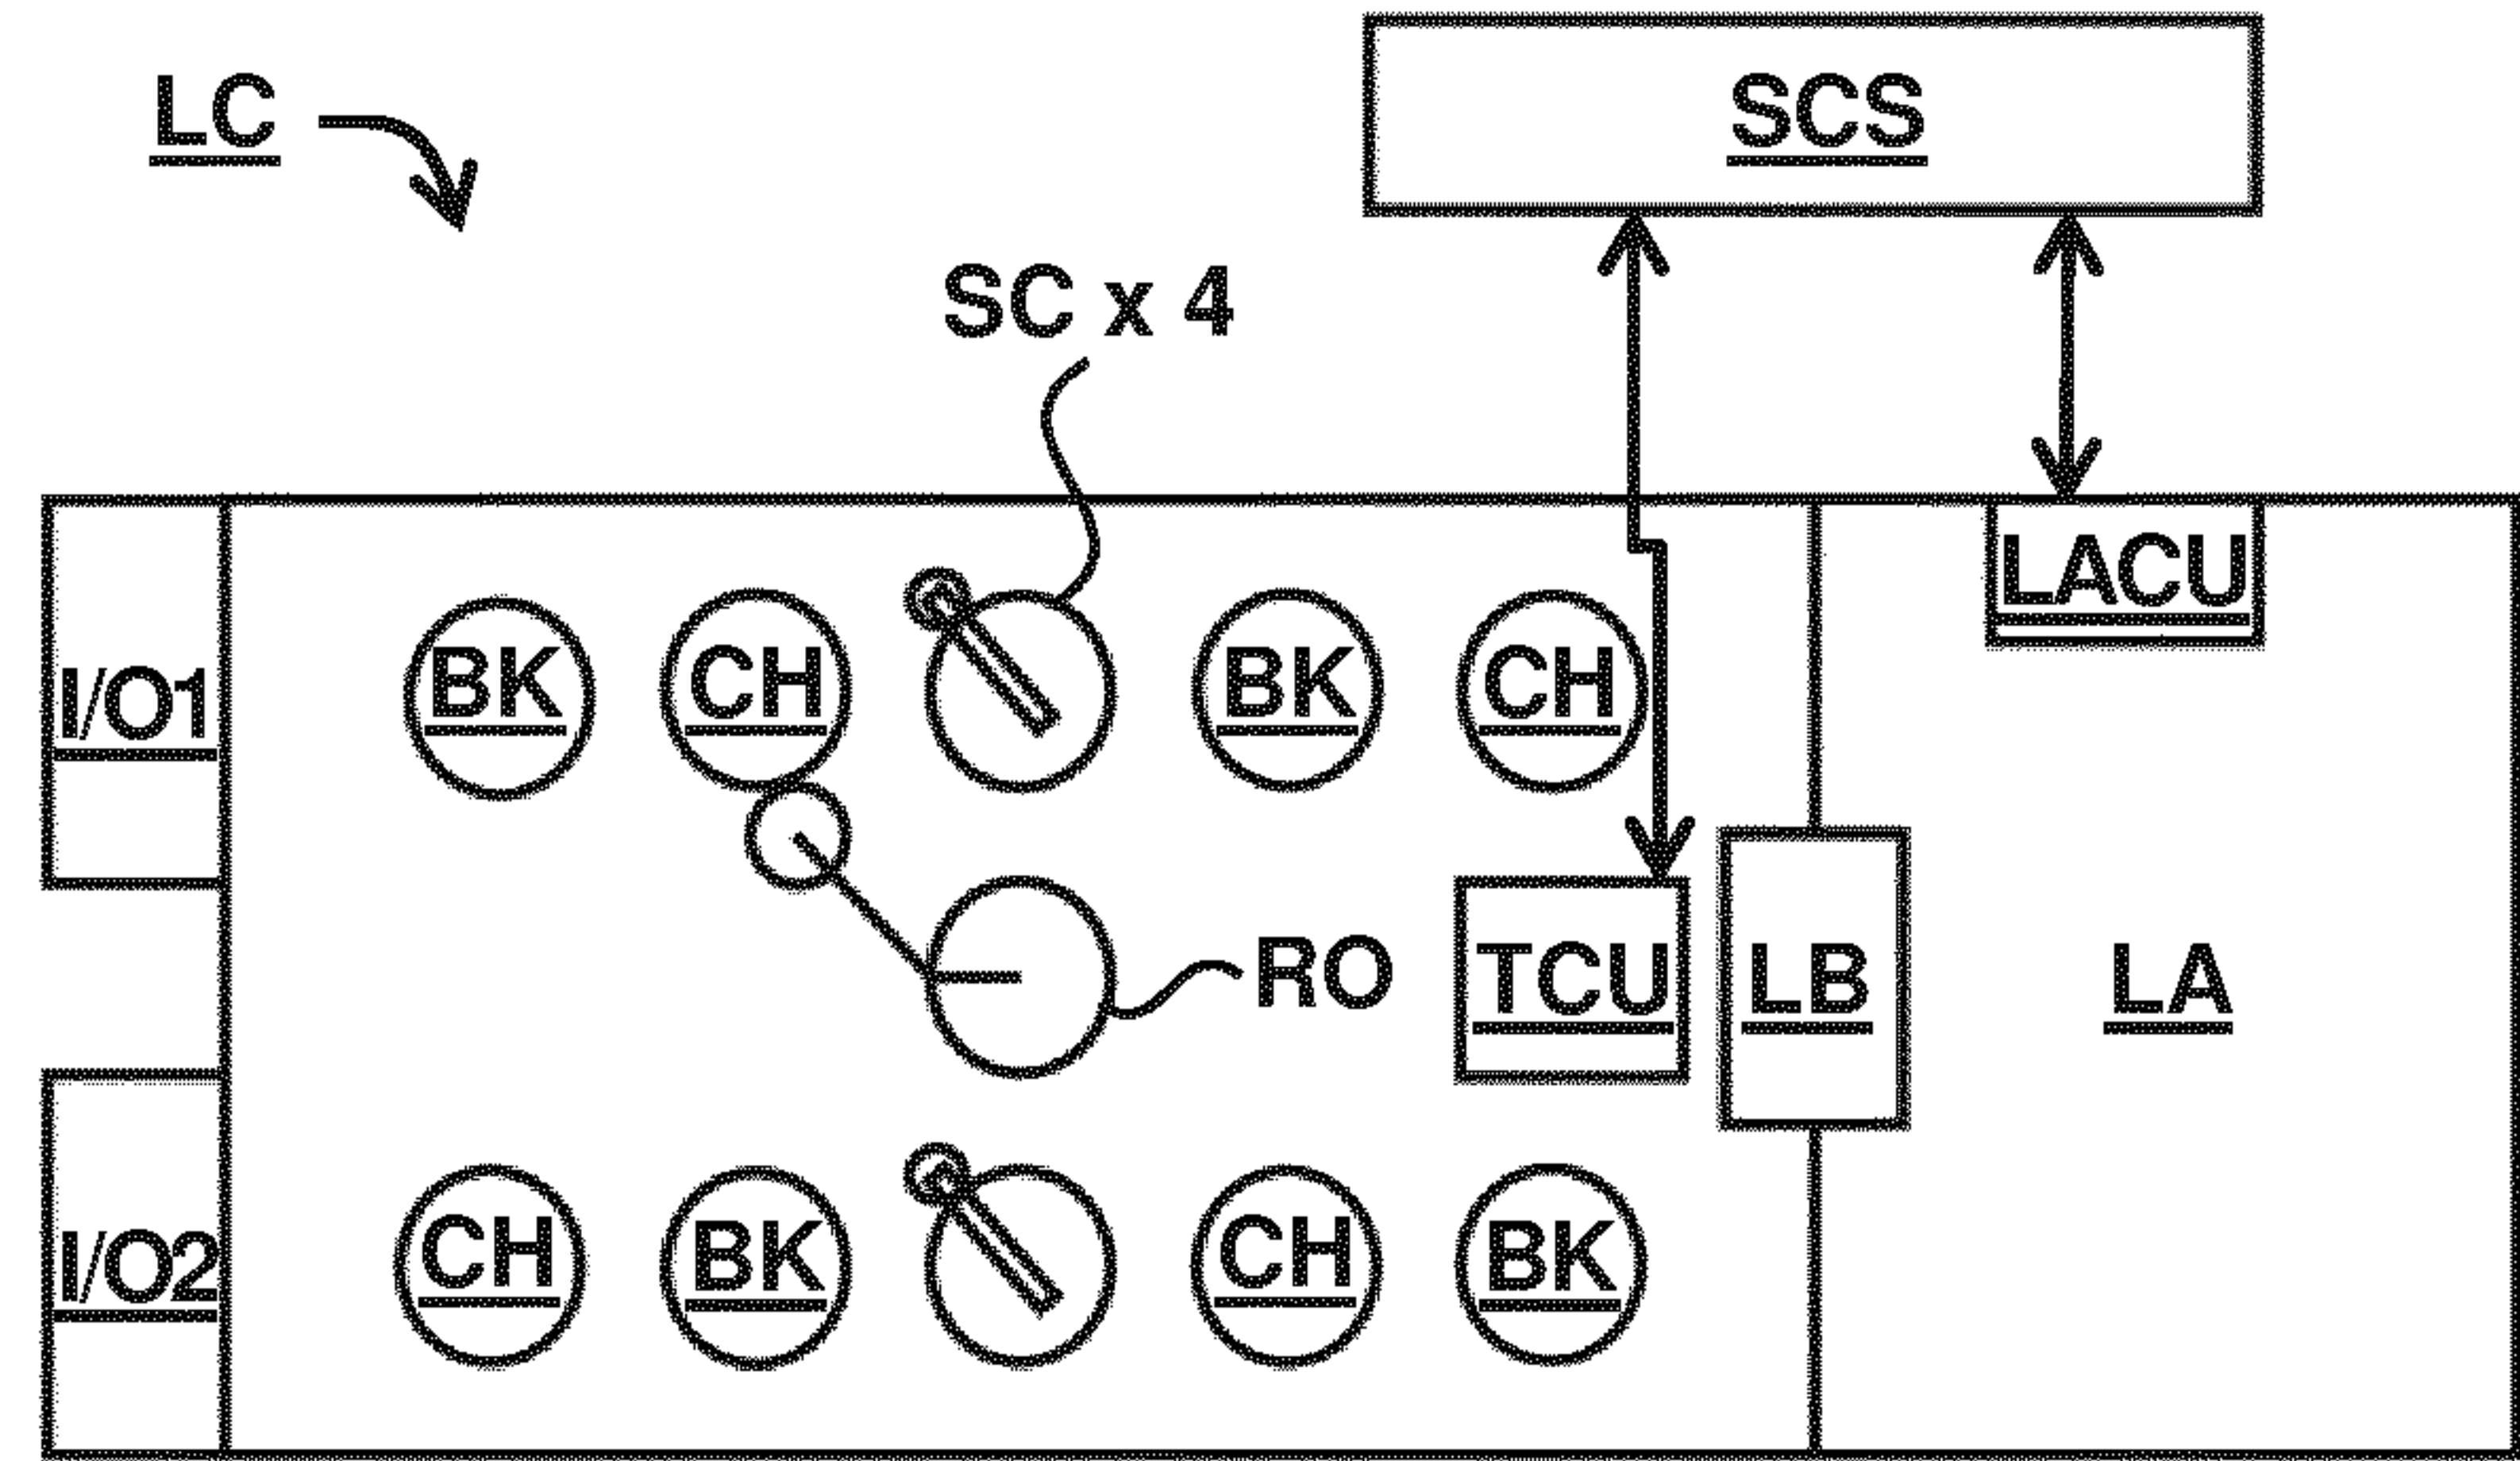 LC
SCS
SC x 4
LACU
I/O1
BK
CH
BK
CH
RO
TCU
LB
LA
I/O2
CH
BK
CH
BK